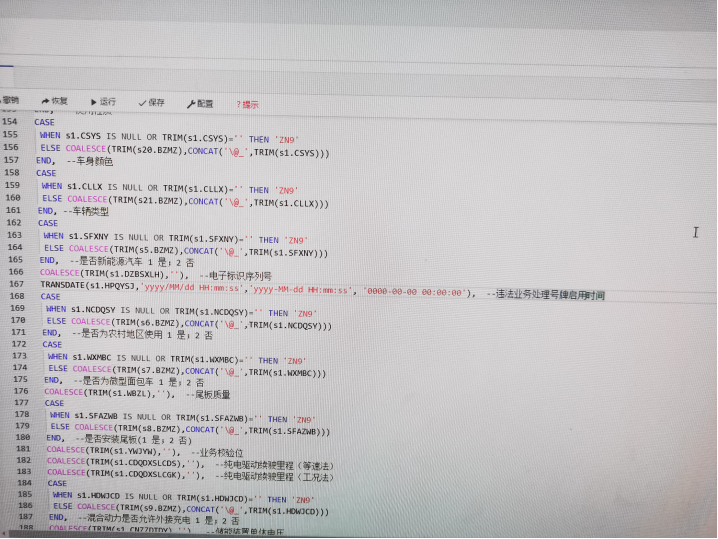 撤销 恢复 运行 保存 配置 ?提示
154 CASE
155 WHEN s1.CSYS IS NULL OR TRIM(s1.CSYS)='' THEN 'ZN9'
156 ELSE COALESCE(TRIM(s20.BZMZ),CONCAT('\@_',TRIM(s1.CSYS)))
157 END, --车身颜色
158 CASE
159 WHEN s1.CLLX IS NULL OR TRIM(s1.CLLX)='' THEN 'ZN9'
160 ELSE COALESCE(TRIM(s21.BZMZ),CONCAT('\@_',TRIM(s1.CLLX)))
161 END, --车辆类型
162 CASE
163 WHEN s1.SFXNY IS NULL OR TRIM(s1.SFXNY)='' THEN 'ZN9'
164 ELSE COALESCE(TRIM(s5.BZMZ),CONCAT('\@_',TRIM(s1.SFXNY)))
165 END, --是否新能源汽车 1 是；2 否
166 COALESCE(TRIM(s1.DZBSXLH),''), --电子标识序列号
167 TRANSDATE(s1.HPQYSJ,'yyyy/MM/dd HH:mm:ss','yyyy-MM-dd HH:mm:ss', '0000-00-00 00:00:00'), --违法业务处理号牌启用时间
168 CASE
169 WHEN s1.NCDQSY IS NULL OR TRIM(s1.NCDQSY)='' THEN 'ZN9'
170 ELSE COALESCE(TRIM(s6.BZMZ),CONCAT('\@_',TRIM(s1.NCDQSY)))
171 END, --是否为农村地区使用 1 是；2 否
172 CASE
173 WHEN s1.WXMBC IS NULL OR TRIM(s1.WXMBC)='' THEN 'ZN9'
174 ELSE COALESCE(TRIM(s7.BZMZ),CONCAT('\@_',TRIM(s1.WXMBC)))
175 END, --是否为微型面包车 1 是；2 否
176 COALESCE(TRIM(s1.WBZL),''), --尾板质量
177 CASE
178 WHEN s1.SFAZWB IS NULL OR TRIM(s1.SFAZWB)='' THEN 'ZN9'
179 ELSE COALESCE(TRIM(s8.BZMZ),CONCAT('\@_',TRIM(s1.SFAZWB)))
180 END, --是否安装尾板(1 是；2 否)
181 COALESCE(TRIM(s1.YWJYW),''), --业务校验位
182 COALESCE(TRIM(s1.CDQDXSLCDS),''), --纯电驱动续驶里程（等速法）
183 COALESCE(TRIM(s1.CDQDXSLCGK),''), --纯电驱动续驶里程（工况法）
184 CASE
185 WHEN s1.HDWJCD IS NULL OR TRIM(s1.HDWJCD)='' THEN 'ZN9'
186 ELSE COALESCE(TRIM(s9.BZMZ),CONCAT('\@_',TRIM(s1.HDWJCD)))
187 END, --混合动力是否允许外接充电 1 是；2 否
188 --储能装置单体电压